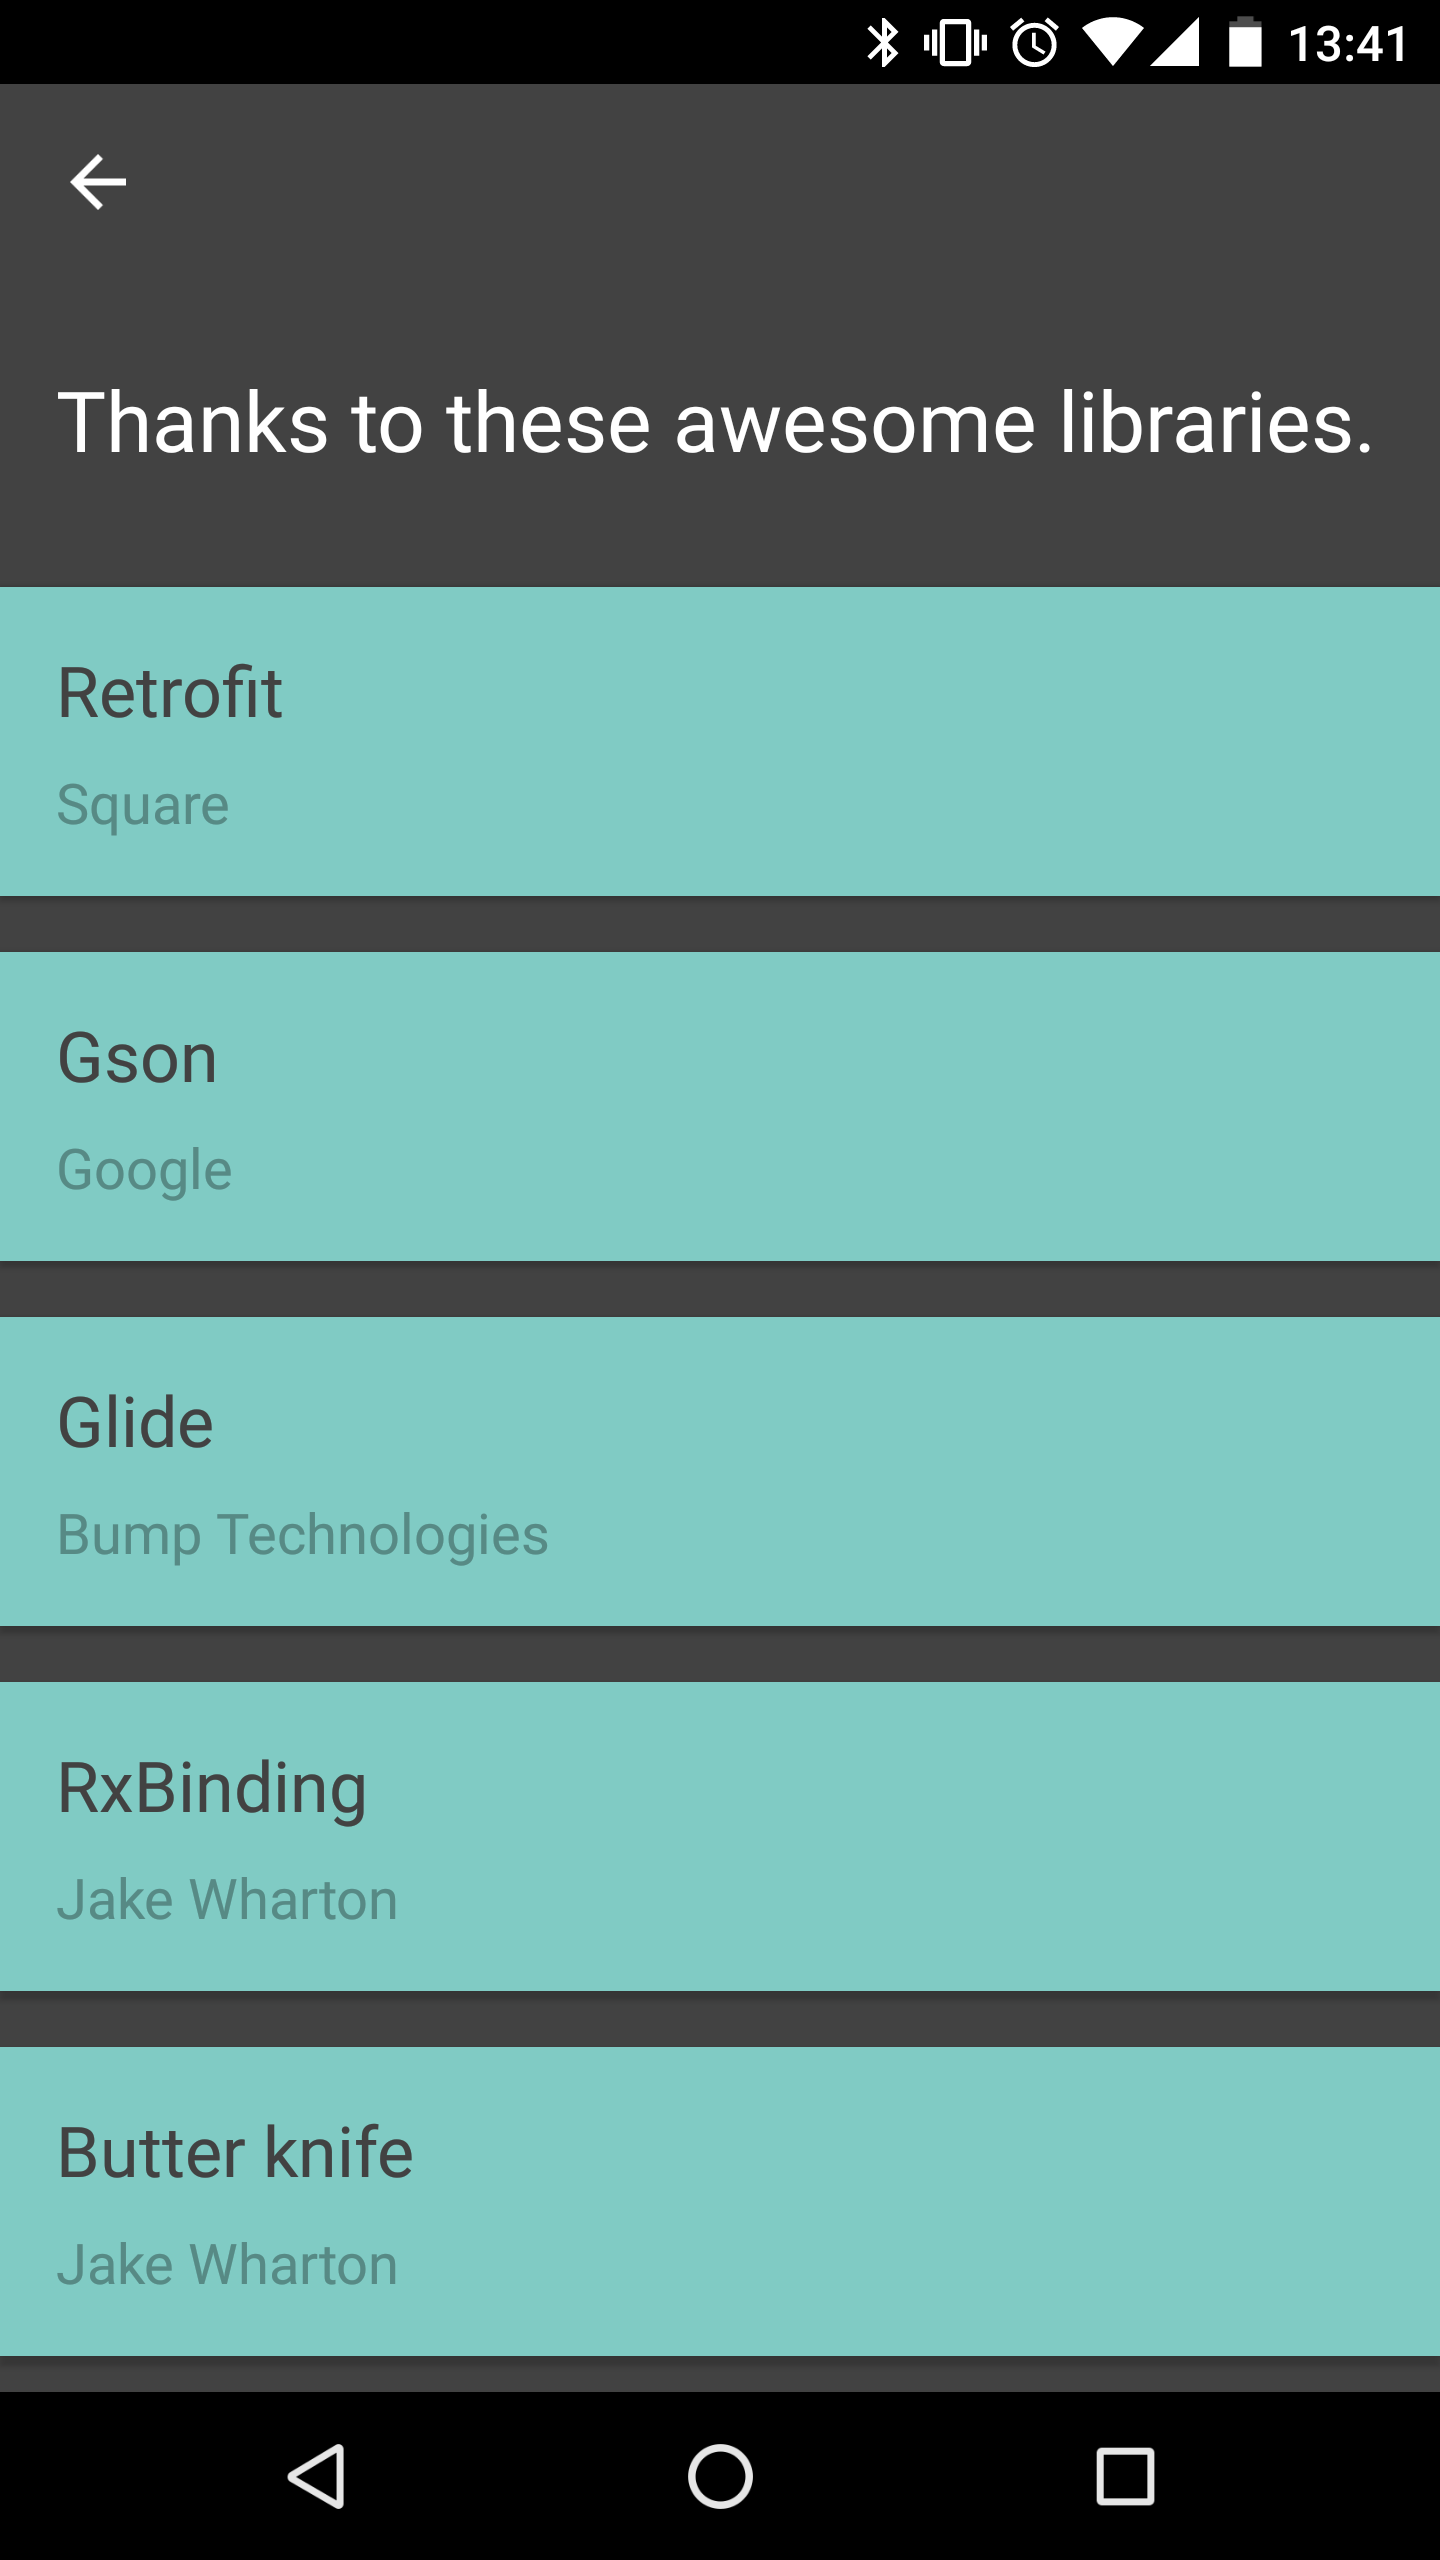 13:41
Thanks to these awesome libraries.
Retrofit
Square
Gson
Google
Glide
Bump Technologies
RxBinding
Jake Wharton
Butter knife
Jake Wharton